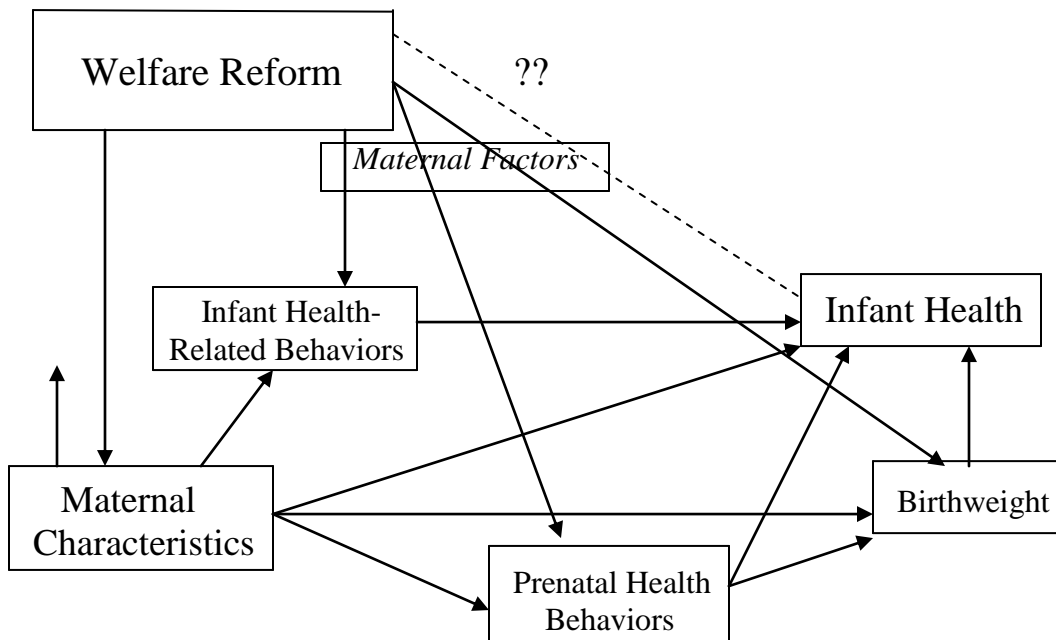 Welfare Reform
??
Maternal Factors
Infant Health-
Related Behaviors
Infant Health
Maternal
Characteristics
Birthweight
Prenatal Health
Behaviors